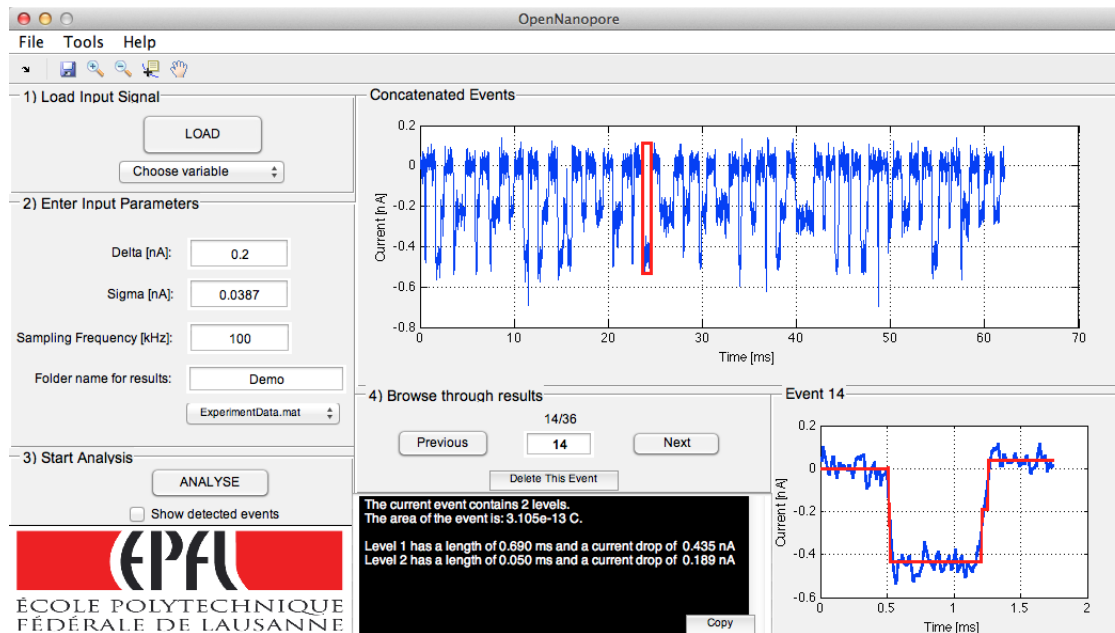 OpenNanopore
File Tools Help
1) Load Input Signal
LOAD
Choose variable
2) Enter Input Parameters
Delta [nA]: 0.2
Sigma [nA]: 0.0387
Sampling Frequency [kHz]: 100
Folder name for results: Demo
ExperimentData.mat
3) Start Analysis
ANALYSE
Show detected events
EPFL
ÉCOLE POLYTECHNIQUE
FÉDÉRALE DE LAUSANNE
Concatenated Events
Current [nA]
0.2
0
-0.2
-0.4
-0.6
-0.8
0 10 20 30 40 50 60 70
Time [ms]
4) Browse through results
14/36
Previous 14 Next
Delete This Event
The current event contains 2 levels.
The area of the event is: 3.105e-13 C.
Level 1 has a length of 0.690 ms and a current drop of 0.435 nA
Level 2 has a length of 0.050 ms and a current drop of 0.189 nA
Copy
Event 14
Current [nA]
0.2
0
-0.2
-0.4
-0.6
0 0.5 1 1.5 2
Time [ms]